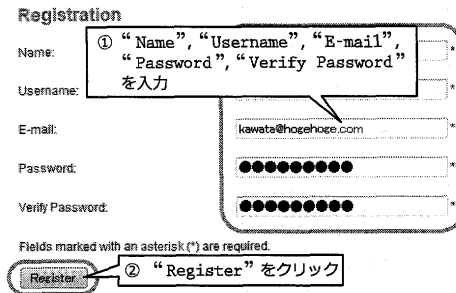 Registration
Name: *
① “Name”, “Username”, “E-mail”,
“Password”, “Verify Password”
を入力
Username: *
E-mail: kawata@hogehoge.com *
Password: ●●●●●●●●●● *
Verify Password: ●●●●●●●●●● *
Fields marked with an asterisk (*) are required.
Register
② “Register” をクリック